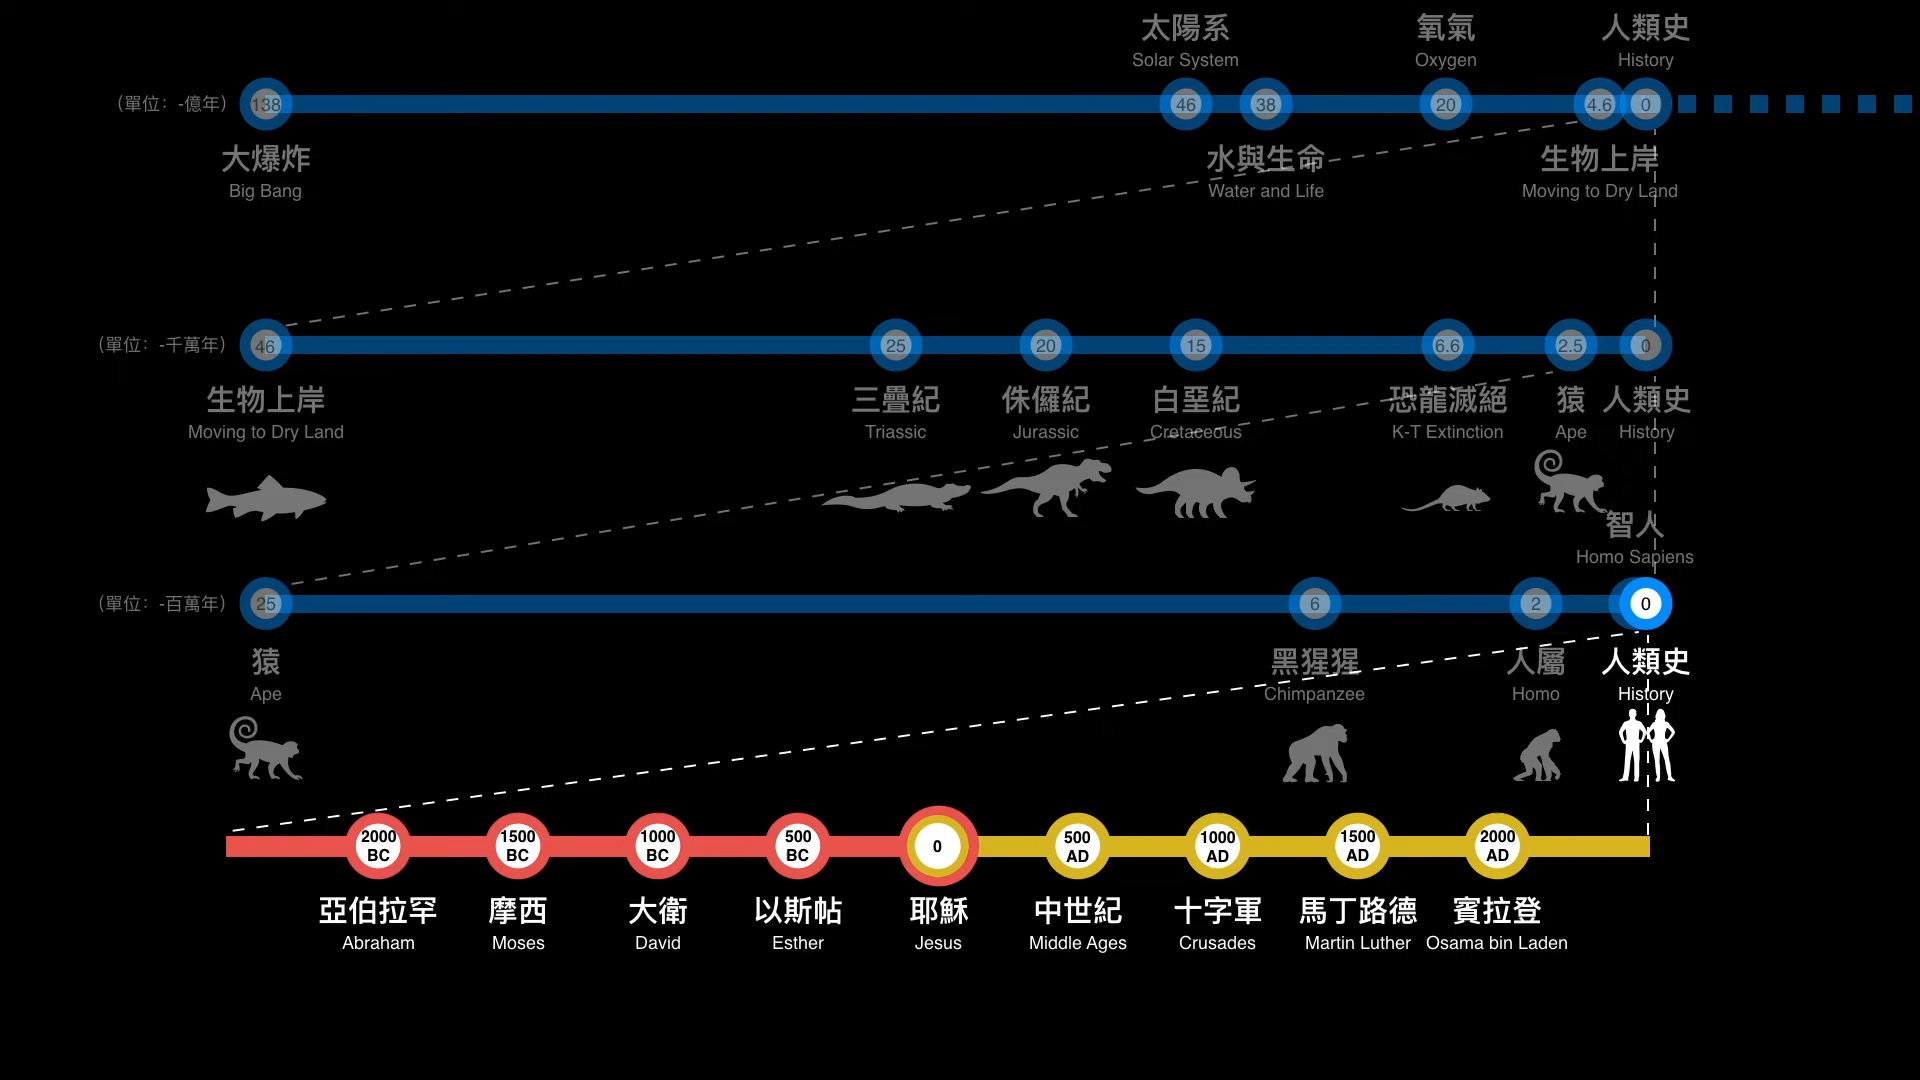 太陽系
Solar System
氧氣
Oxygen
人類史
History
（單位：-億年）
138
46
38
20
4.6
0
大爆炸
Big Bang
水與生命
Water and Life
生物上岸
Moving to Dry Land
（單位：-千萬年）
46
25
20
15
6.6
2.5
0
生物上岸
Moving to Dry Land
三疊紀
Triassic
侏儸紀
Jurassic
白堊紀
Cretaceous
恐龍滅絕
K-T Extinction
猿
Ape
人類史
History
智人
Homo Sapiens
（單位：-百萬年）
25
6
2
0
猿
Ape
黑猩猩
Chimpanzee
人屬
Homo
人類史
History
2000
BC
1500
BC
1000
BC
500
BC
0
500
AD
1000
AD
1500
AD
2000
AD
亞伯拉罕
Abraham
摩西
Moses
大衛
David
以斯帖
Esther
耶穌
Jesus
中世紀
Middle Ages
十字軍
Crusades
馬丁路德
Martin Luther
賓拉登
Osama bin Laden